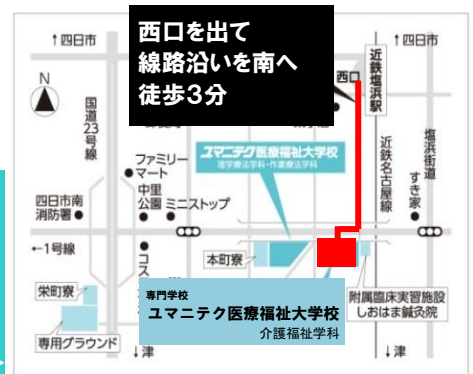 西口を出て
線路沿いを南へ
徒歩3分
↑四日市
↑四日市
N
西口
近鉄塩浜駅
国道23号線
ファミリーマート
ユマニテク医療福祉大学校
理学療法学科・作業療法学科
近鉄名古屋線
塩浜街道
すき家
四日市南消防署
中里公園
ミニストップ
←1号線
コス
本町寮
栄町寮
専用グラウンド
専門学校
ユマニテク医療福祉大学校
介護福祉学科
附属臨床実習施設
しおはま鍼灸院
↓津
↓津